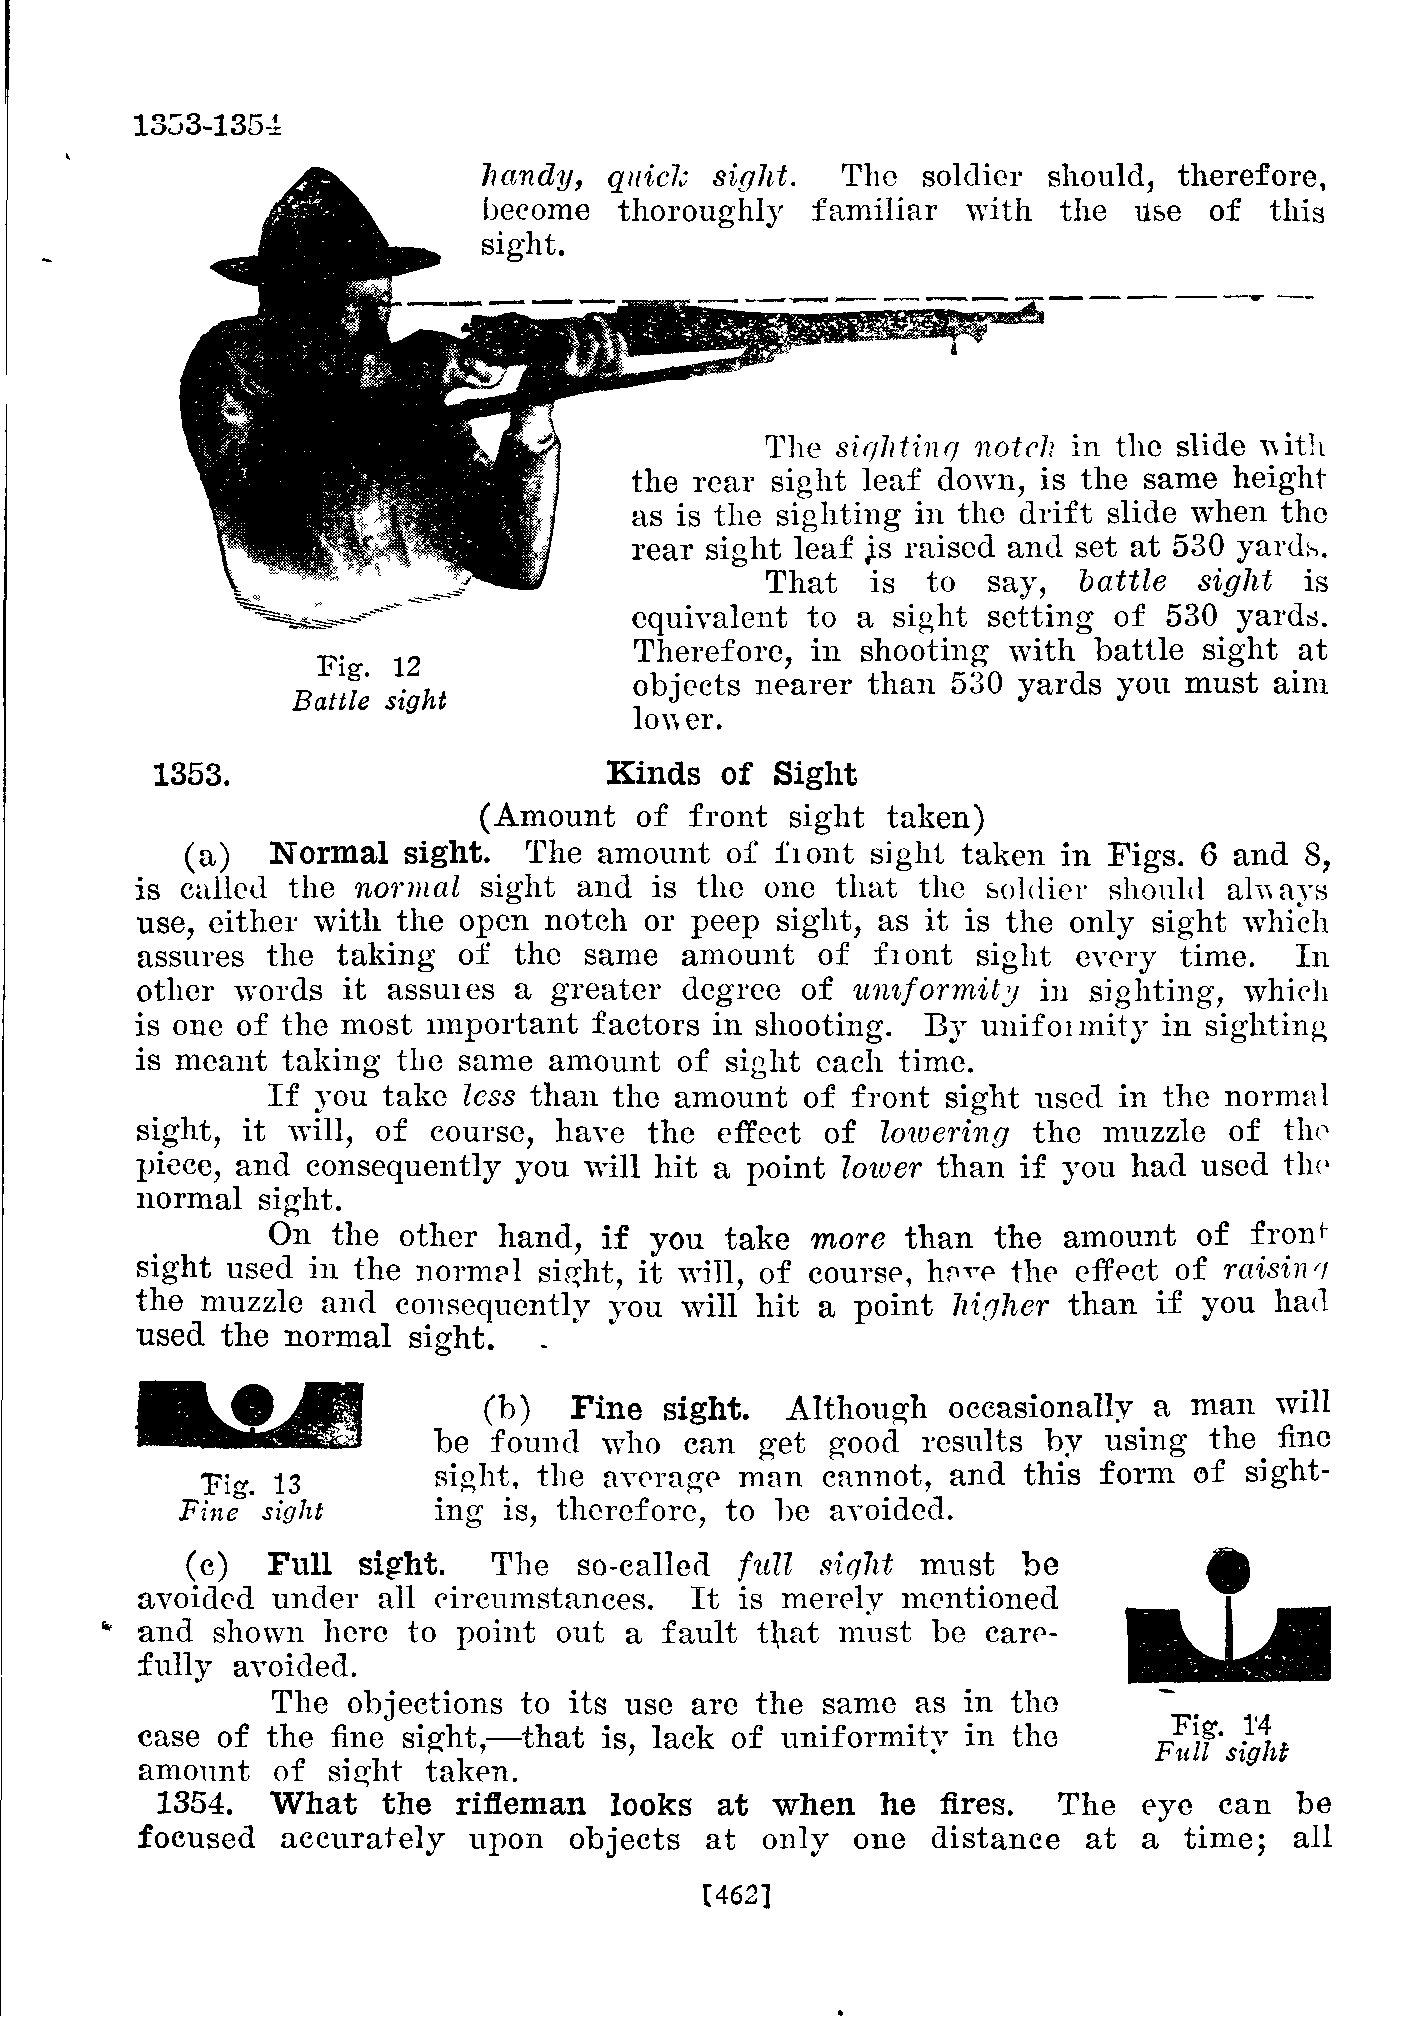 1353-1354
handy, quick sight. The soldier should, therefore,
become thoroughly familiar with the use of this
sight.
The sighting notch in the slide with
the rear sight leaf down, is the same height
as is the sighting in the drift slide when the
rear sight leaf is raised and set at 530 yards.
That is to say, battle sight is
equivalent to a sight setting of 530 yards.
Therefore, in shooting with battle sight at
objects nearer than 530 yards you must aim
lower.
Fig. 12
Battle sight
1353. Kinds of Sight
(Amount of front sight taken)
(a) Normal sight. The amount of front sight taken in Figs. 6 and 8,
is called the normal sight and is the one that the soldier should always
use, either with the open notch or peep sight, as it is the only sight which
assures the taking of the same amount of front sight every time. In
other words it assures a greater degree of uniformity in sighting, which
is one of the most important factors in shooting. By uniformity in sighting
is meant taking the same amount of sight each time.
If you take less than the amount of front sight used in the normal
sight, it will, of course, have the effect of lowering the muzzle of the
piece, and consequently you will hit a point lower than if you had used the
normal sight.
On the other hand, if you take more than the amount of front
sight used in the normal sight, it will, of course, have the effect of raising
the muzzle and consequently you will hit a point higher than if you had
used the normal sight.
(b) Fine sight. Although occasionally a man will
be found who can get good results by using the fine
sight, the average man cannot, and this form of sight-
ing is, therefore, to be avoided.
Fig. 13
Fine sight
(c) Full sight. The so-called full sight must be
avoided under all circumstances. It is merely mentioned
and shown here to point out a fault that must be care-
fully avoided.
The objections to its use are the same as in the
case of the fine sight,—that is, lack of uniformity in the
amount of sight taken.
Fig. 14
Full sight
1354. What the rifleman looks at when he fires. The eye can be
focused accurately upon objects at only one distance at a time; all
[462]